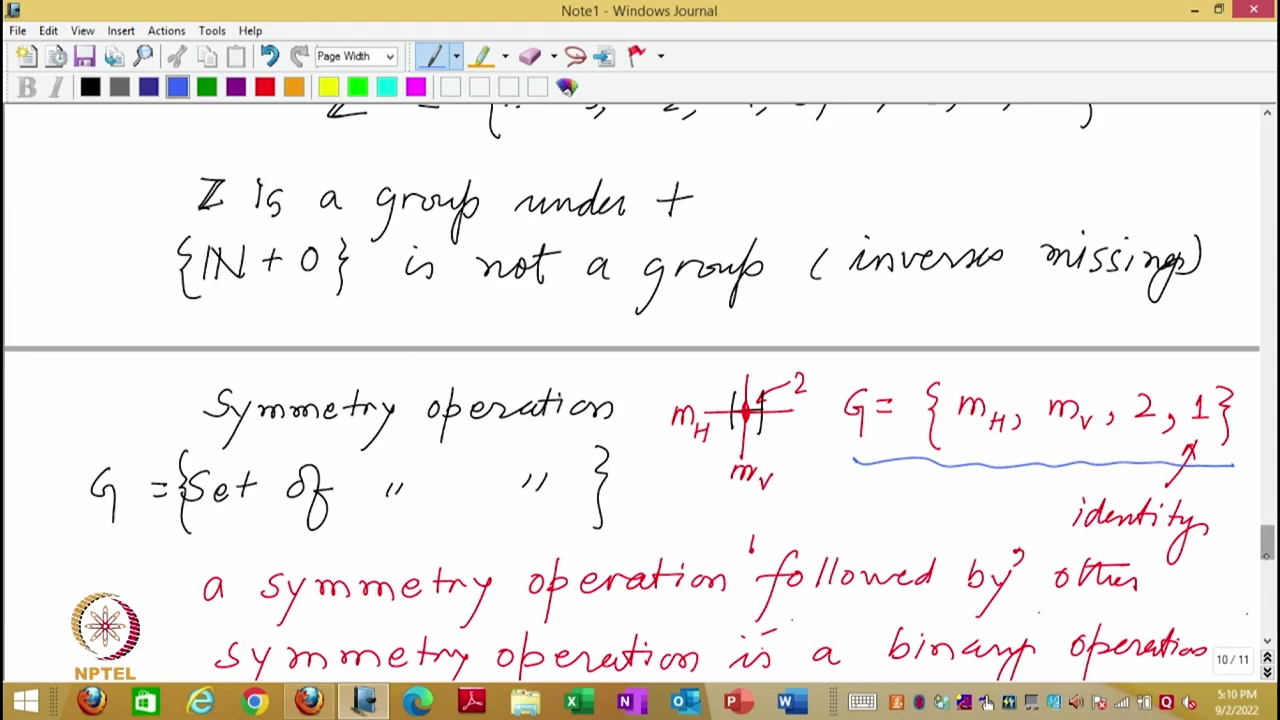 Note1 - Windows Journal
File Edit View Insert Actions Tools Help
Page Width
B I
ℤ is a group under +
{ℕ + 0} is not a group (inverses missing)
Symmetry operation
2
m_H
m_V
G = { m_H, m_V, 2, 1}
identity
G = {Set of " " }
a symmetry operation 'followed by' other
symmetry operation is a binary operation
NPTEL
10 / 11
5:10 PM
9/2/2022